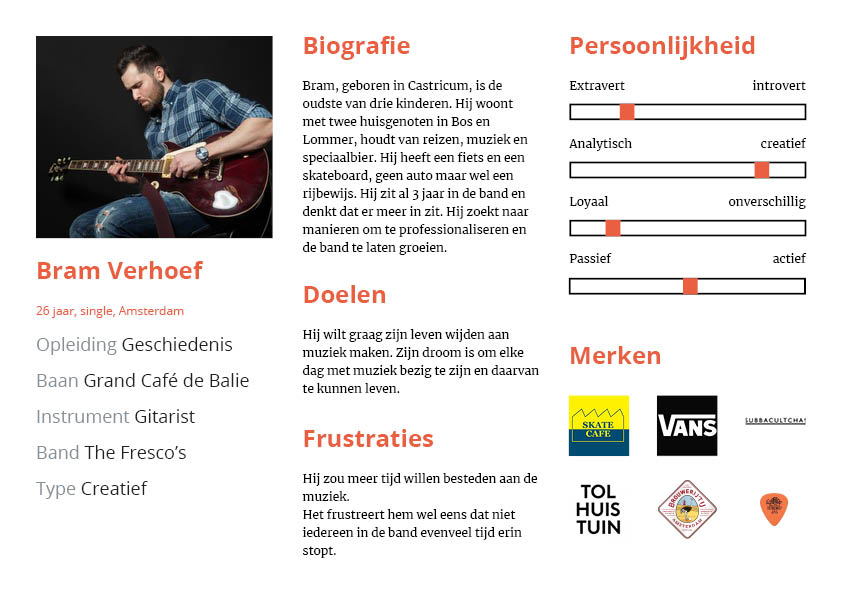 Bram Verhoef
26 jaar, single, Amsterdam
Opleiding Geschiedenis
Baan Grand Café de Balie
Instrument Gitarist
Band The Fresco’s
Type Creatief
Biografie
Bram, geboren in Castricum, is de
oudste van drie kinderen. Hij woont
met twee huisgenoten in Bos en
Lommer, houdt van reizen, muziek en
speciaalbier. Hij heeft een fiets en een
skateboard, geen auto maar wel een
rijbewijs. Hij zit al 3 jaar in de band en
denkt dat er meer in zit. Hij zoekt naar
manieren om te professionaliseren en
de band te laten groeien.
Doelen
Hij wilt graag zijn leven wijden aan
muziek maken. Zijn droom is om elke
dag met muziek bezig te zijn en daarvan
te kunnen leven.
Frustraties
Hij zou meer tijd willen besteden aan de
muziek.
Het frustreert hem wel eens dat niet
iedereen in de band evenveel tijd erin
stopt.
Persoonlijkheid
Extravert introvert
Analytisch creatief
Loyaal onverschillig
Passief actief
Merken
SKATE
CAFE
VANS
SUBBACULTCHA!
TOL
HUIS
TUIN
BROUWERIJ 'T IJ
AMSTERDAM